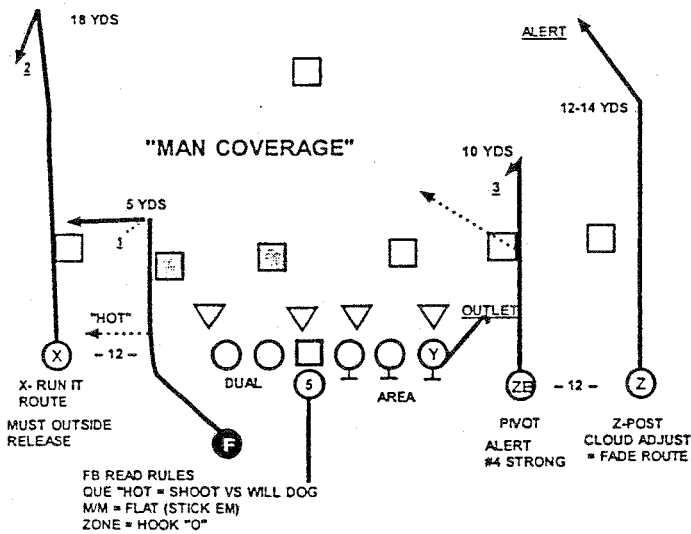 18 YDS
ALERT
2
12-14 YDS
"MAN COVERAGE"
10 YDS
3
5 YDS
1
"HOT"
OUTLET
X
- 12 -
Y
DUAL
5
AREA
ZE
- 12 -
Z
X- RUN IT
ROUTE
MUST OUTSIDE
RELEASE
F
PIVOT
ALERT
#4 STRONG
Z-POST
CLOUD ADJUST
= FADE ROUTE
FB READ RULES
QUE "HOT = SHOOT VS WILL DOG
M/M = FLAT (STICK EM)
ZONE = HOOK "O"